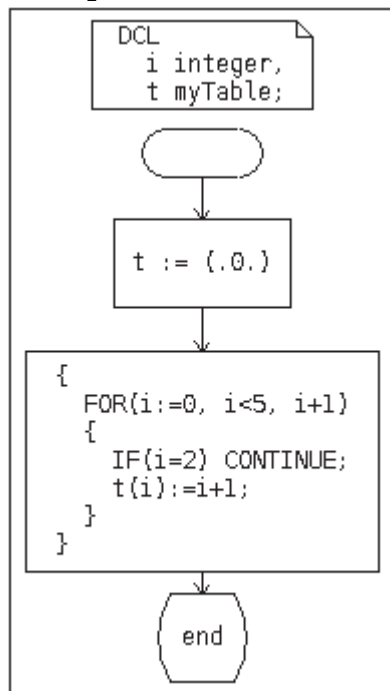 DCL
i integer,
t myTable;
t := (.0.)
{
FOR(i:=0, i<5, i+1)
{
IF(i=2) CONTINUE;
t(i):=i+1;
}
}
end